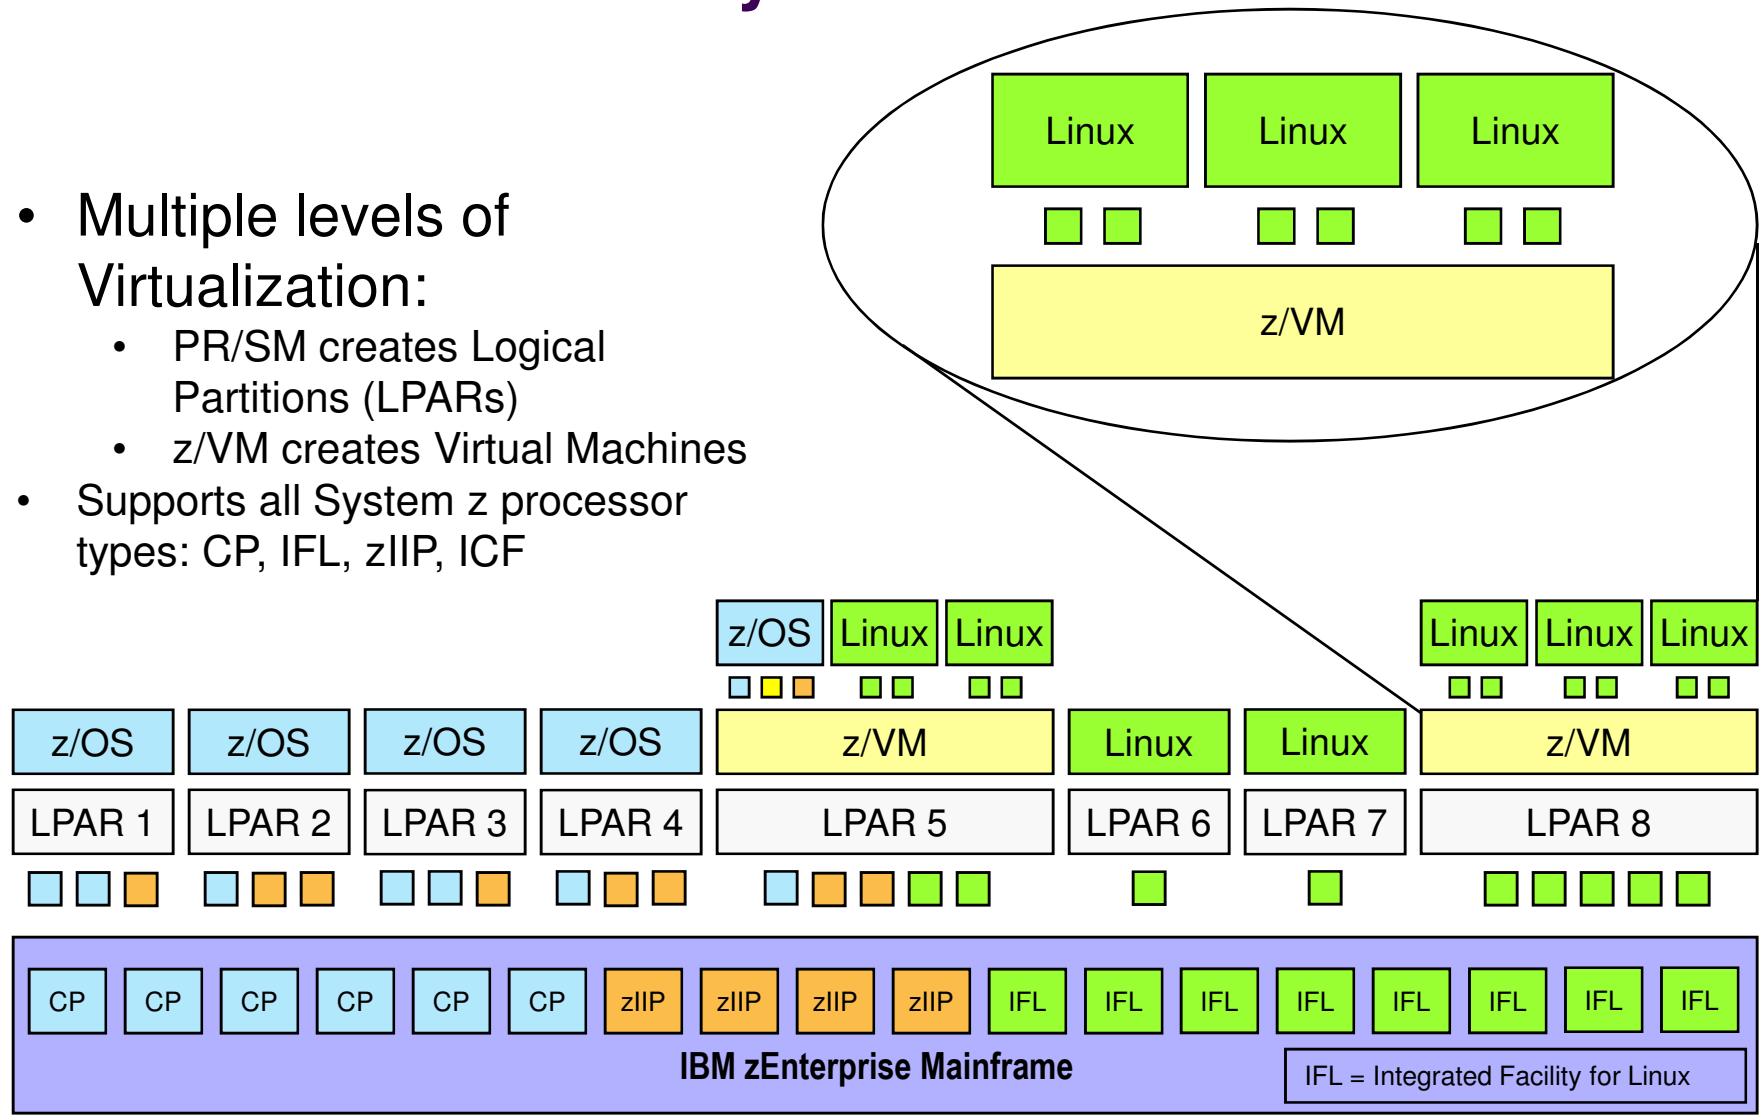 Linux Linux Linux
z/VM
• Multiple levels of
Virtualization:
• PR/SM creates Logical
Partitions (LPARs)
• z/VM creates Virtual Machines
• Supports all System z processor
types: CP, IFL, zIIP, ICF
z/OS Linux Linux Linux Linux Linux
z/OS z/OS z/OS z/OS z/VM Linux Linux z/VM
LPAR 1 LPAR 2 LPAR 3 LPAR 4 LPAR 5 LPAR 6 LPAR 7 LPAR 8
CP CP CP CP CP CP zIIP zIIP zIIP zIIP IFL IFL IFL IFL IFL IFL IFL IFL
IBM zEnterprise Mainframe
IFL = Integrated Facility for Linux